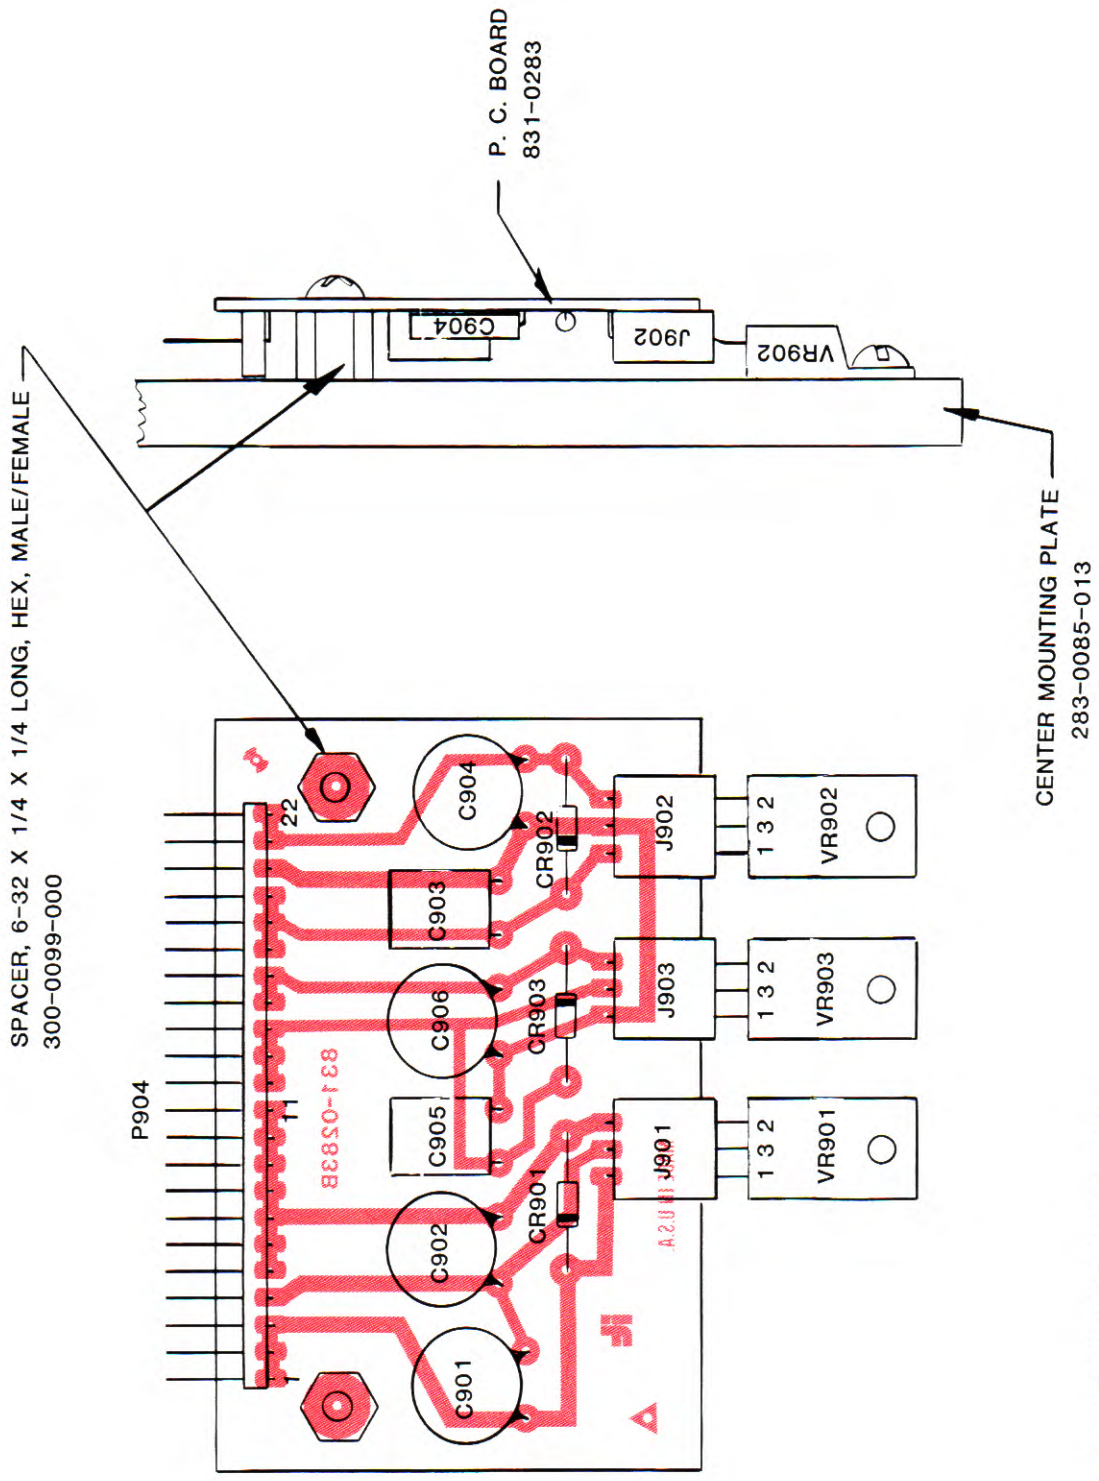 SPACER, 6-32 X 1/4 X 1/4 LONG, HEX, MALE/FEMALE
300-0099-000
P. C. BOARD
831-0283
C904
J902
VR902
CENTER MOUNTING PLATE
283-0085-013
P904
1
11
22
831-0283B
C901
C902
C905
C906
C903
C904
CR901
CR903
CR902
J901
J903
J902
MADE IN U.S.A.
1 3 2
VR901
1 3 2
VR903
1 3 2
VR902